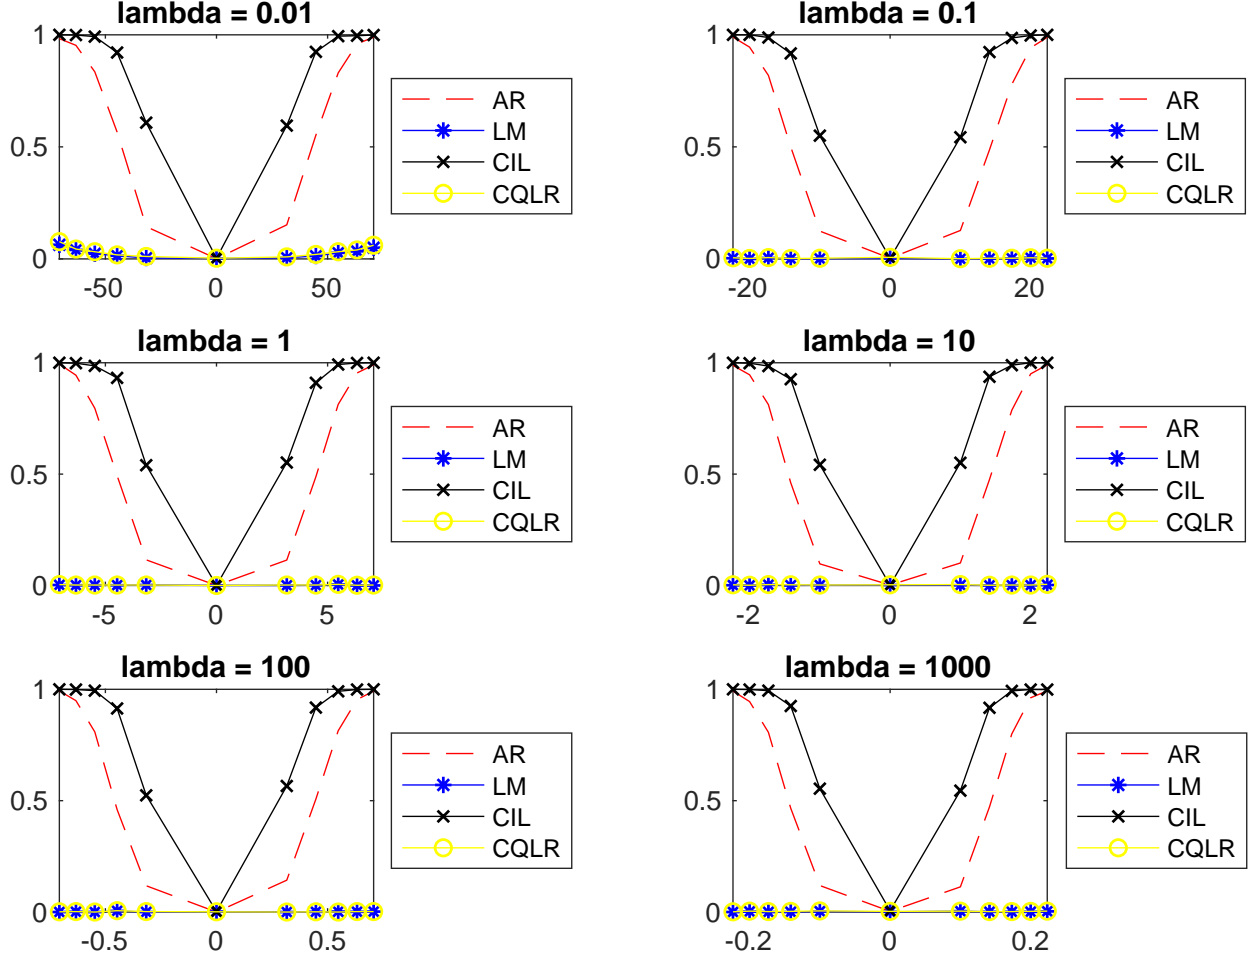 lambda = 0.01
1
0.5
0
-50
0
50
AR
LM
CIL
CQLR
lambda = 0.1
1
0.5
0
-20
0
20
AR
LM
CIL
CQLR
lambda = 1
1
0.5
0
-5
0
5
AR
LM
CIL
CQLR
lambda = 10
1
0.5
0
-2
0
2
AR
LM
CIL
CQLR
lambda = 100
1
0.5
0
-0.5
0
0.5
AR
LM
CIL
CQLR
lambda = 1000
1
0.5
0
-0.2
0
0.2
AR
LM
CIL
CQLR